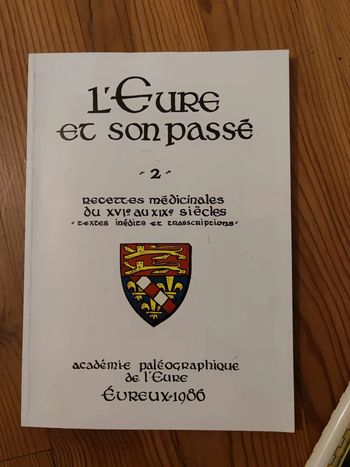 L'Eure
et son passé
- 2 -
recettes médicinales
du XVIe au XIXe siècles
- textes inédits et transcriptions -
académie paléographique
de l'Eure
Évreux-1986